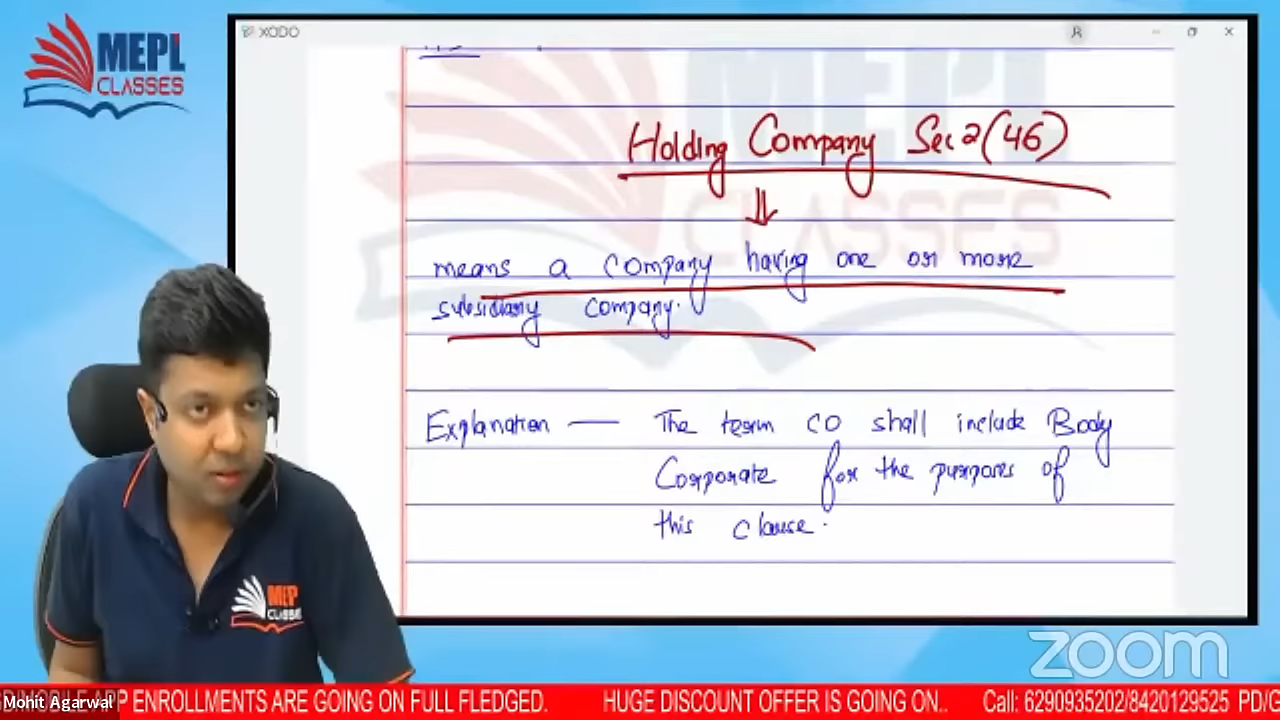 MEPL
CLASSES
XODO
Holding Company Sec 2(46)
means a company having one or more
subsidiary company.
Explanation — The term CO shall include Body
Corporate for the purposes of
this clause.
MEPL
CLASSES
zoom
Mohit Agarwal
P ENROLLMENTS ARE GOING ON FULL FLEDGED. HUGE DISCOUNT OFFER IS GOING ON.. Call: 6290935202/8420129525 PD/G